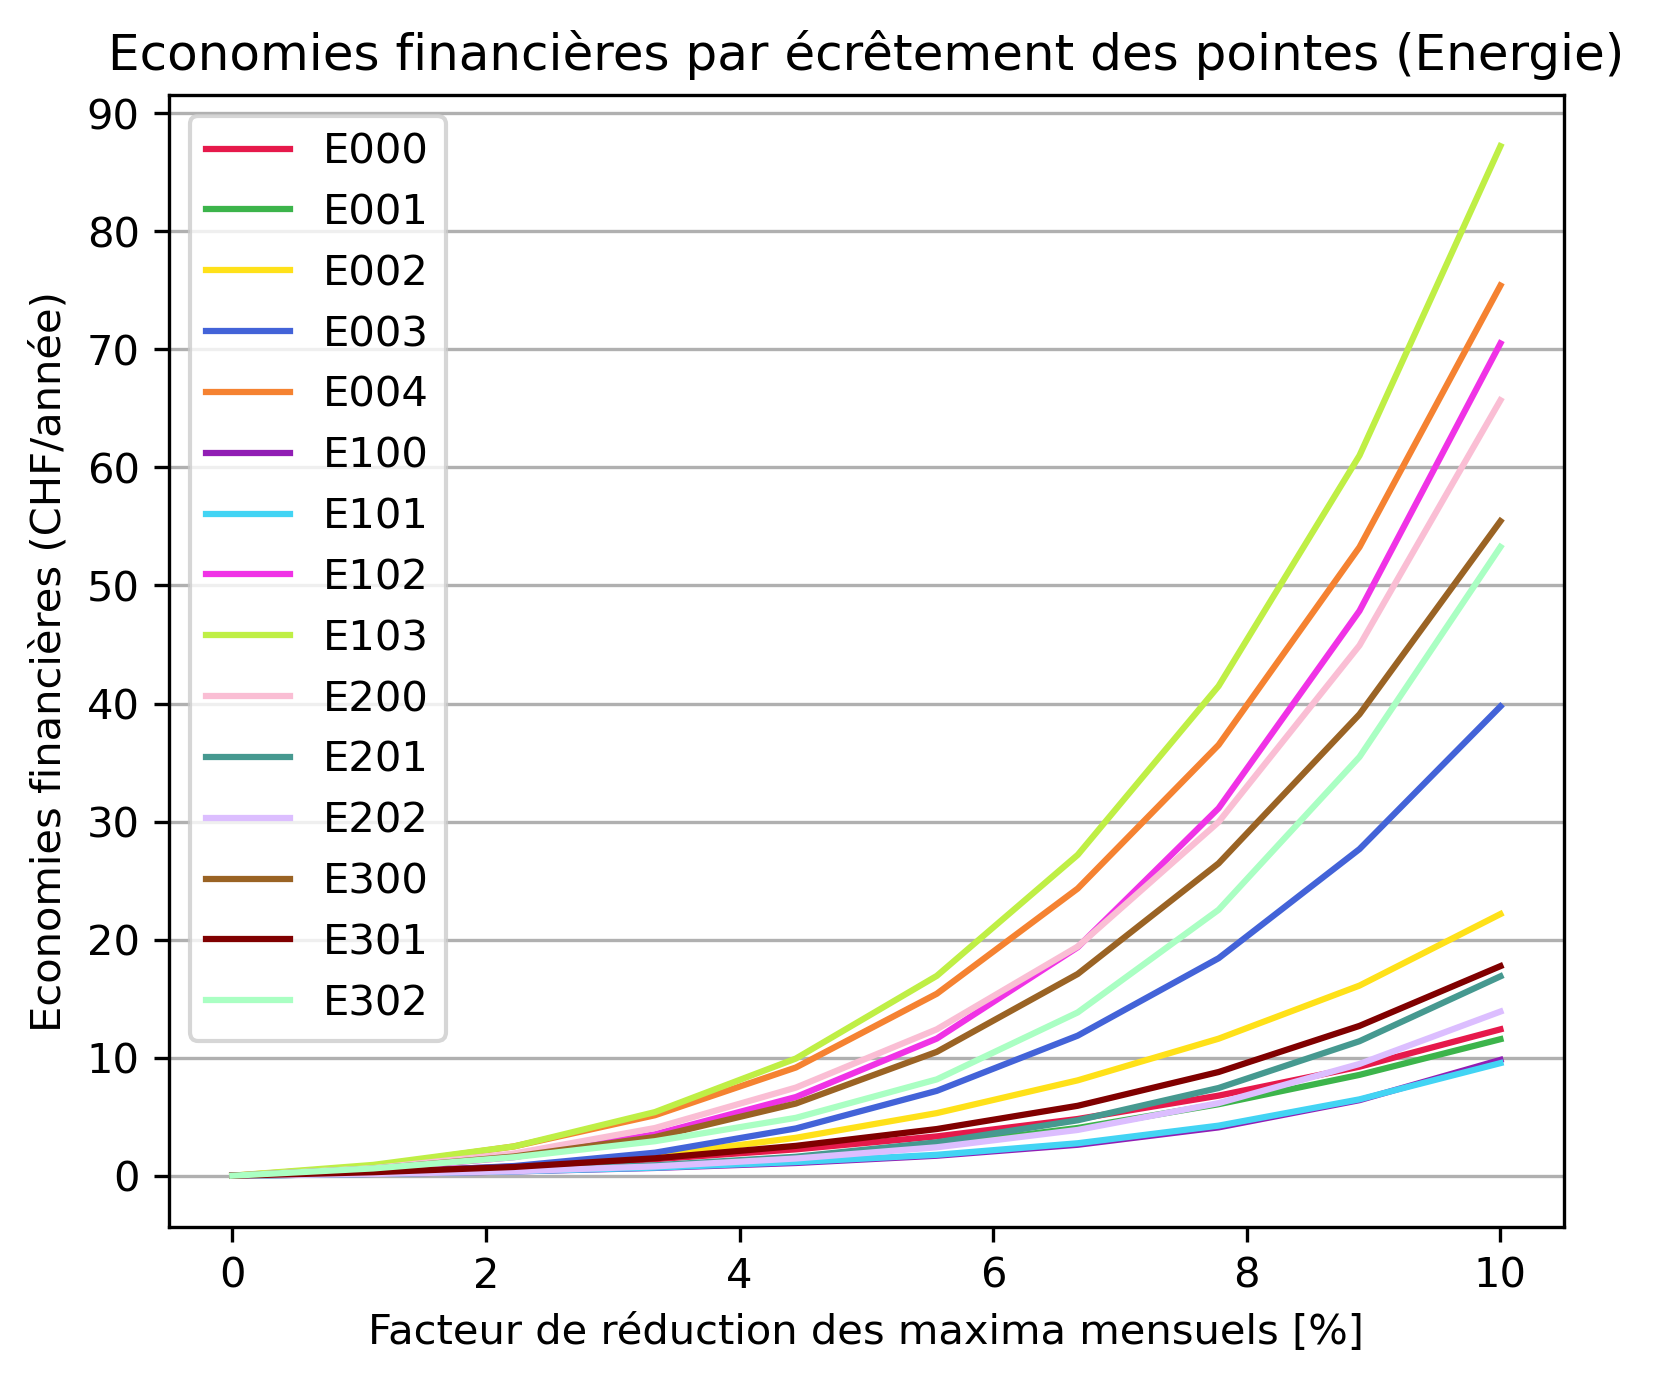 Economies financières par écrêtement des pointes (Energie)
90
80
70
60
50
40
30
20
10
0
Economies financières (CHF/année)
E000
E001
E002
E003
E004
E100
E101
E102
E103
E200
E201
E202
E300
E301
E302
0 2 4 6 8 10
Facteur de réduction des maxima mensuels [%]